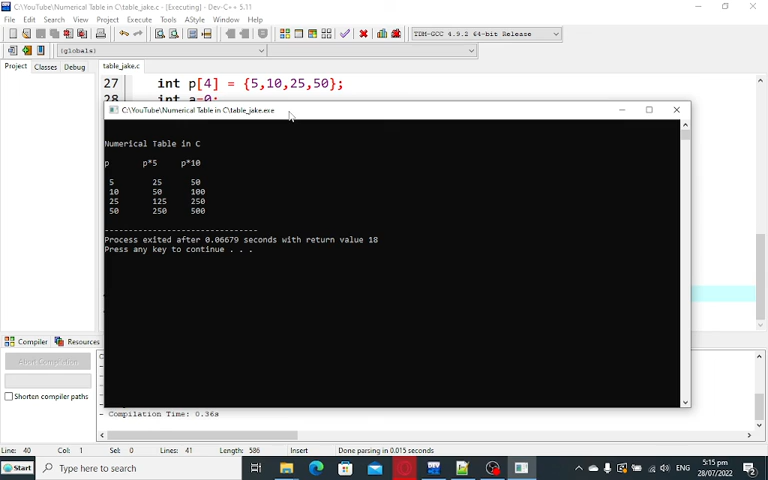 C:\YouTube\Numerical Table in C\table_jake.c - [Executing] - Dev-C++ 5.11
File Edit Search View Project Execute Tools AStyle Window Help
TDM-GCC 4.9.2 64-bit Release
(globals)
Project Classes Debug
table_jake.c
27 int p[4] = {5,10,25,50};
28 int a=0;
C:\YouTube\Numerical Table in C\table_jake.exe
Numerical Table in C
p p*5 p*10
5 25 50
10 50 100
25 125 250
50 250 500
--------------------------------
Process exited after 0.06679 seconds with return value 18
Press any key to continue . . .
Compiler Resources
Abort Compilation
Shorten compiler paths
- Compilation Time: 0.36s
Line: 40 Col: 1 Sel: 0 Lines: 41 Length: 586 Insert Done parsing in 0.015 seconds
Start Type here to search ENG 5:15 pm
28/07/2022 2